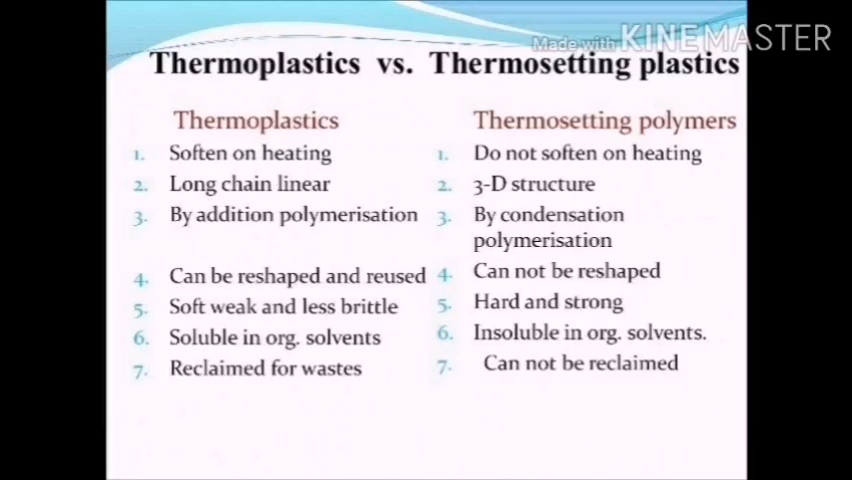 Made with KINEMASTER
Thermoplastics vs. Thermosetting plastics
Thermoplastics
1. Soften on heating
2. Long chain linear
3. By addition polymerisation
4. Can be reshaped and reused
5. Soft weak and less brittle
6. Soluble in org. solvents
7. Reclaimed for wastes
Thermosetting polymers
1. Do not soften on heating
2. 3-D structure
3. By condensation
polymerisation
4. Can not be reshaped
5. Hard and strong
6. Insoluble in org. solvents.
7. Can not be reclaimed